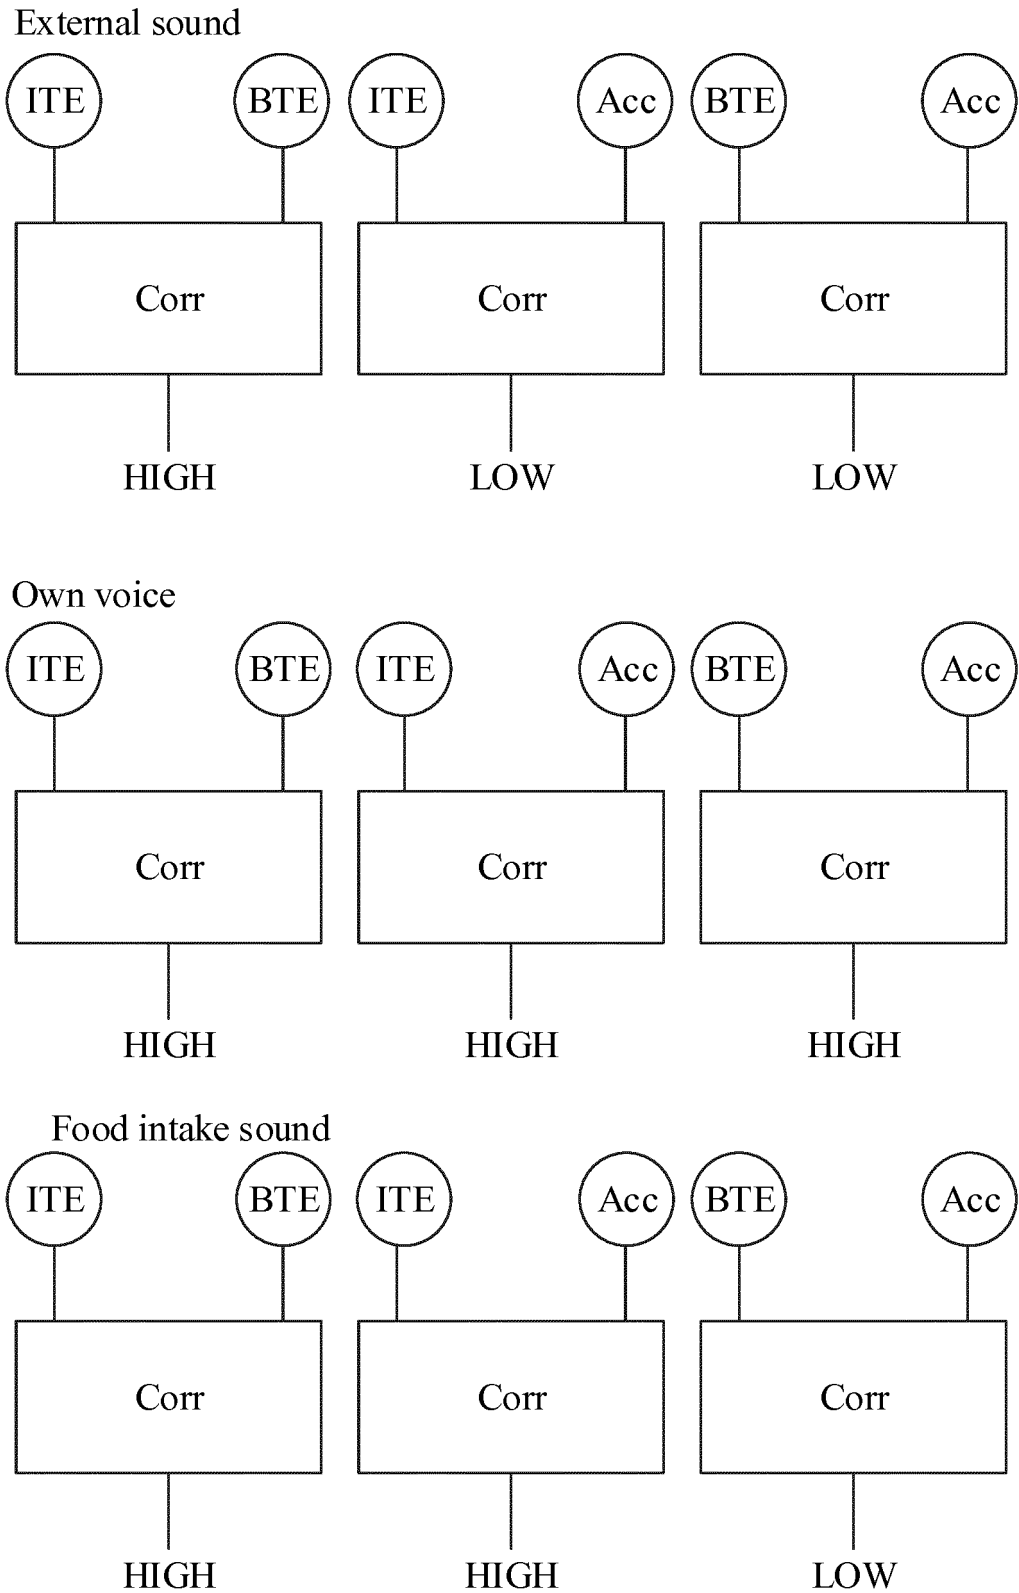 External sound
ITE BTE ITE Acc BTE Acc
Corr Corr Corr
HIGH LOW LOW
Own voice
ITE BTE ITE Acc BTE Acc
Corr Corr Corr
HIGH HIGH HIGH
Food intake sound
ITE BTE ITE Acc BTE Acc
Corr Corr Corr
HIGH HIGH LOW